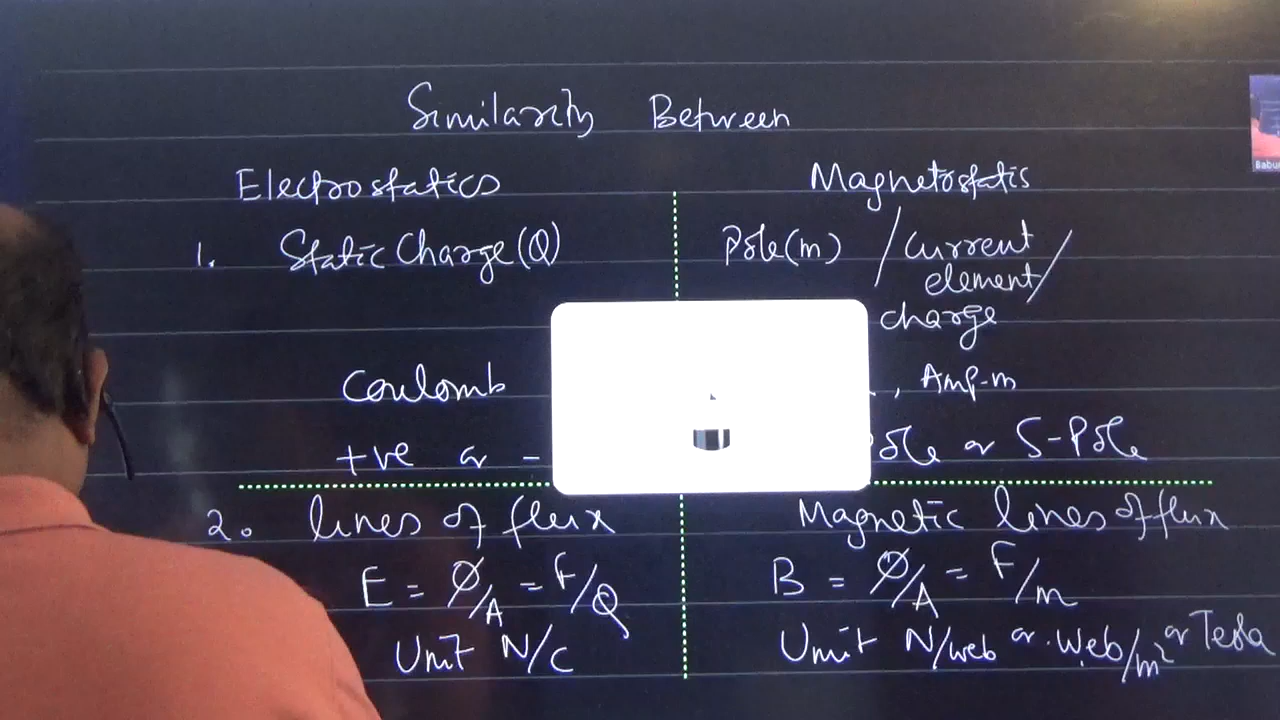 Similarity Between
Electrostatics Magnetostatis
1. Static Charge(Q) Pole(m) / Current
element/
charge
Coulomb , Amp-m
+ve or - Pole or S-Pole
2. lines of flux Magnetic lines of flux
E = Ø/A = F/Q B = Ø/A = F/m
Unit N/C Unit N/web or Web/m² or Tesla